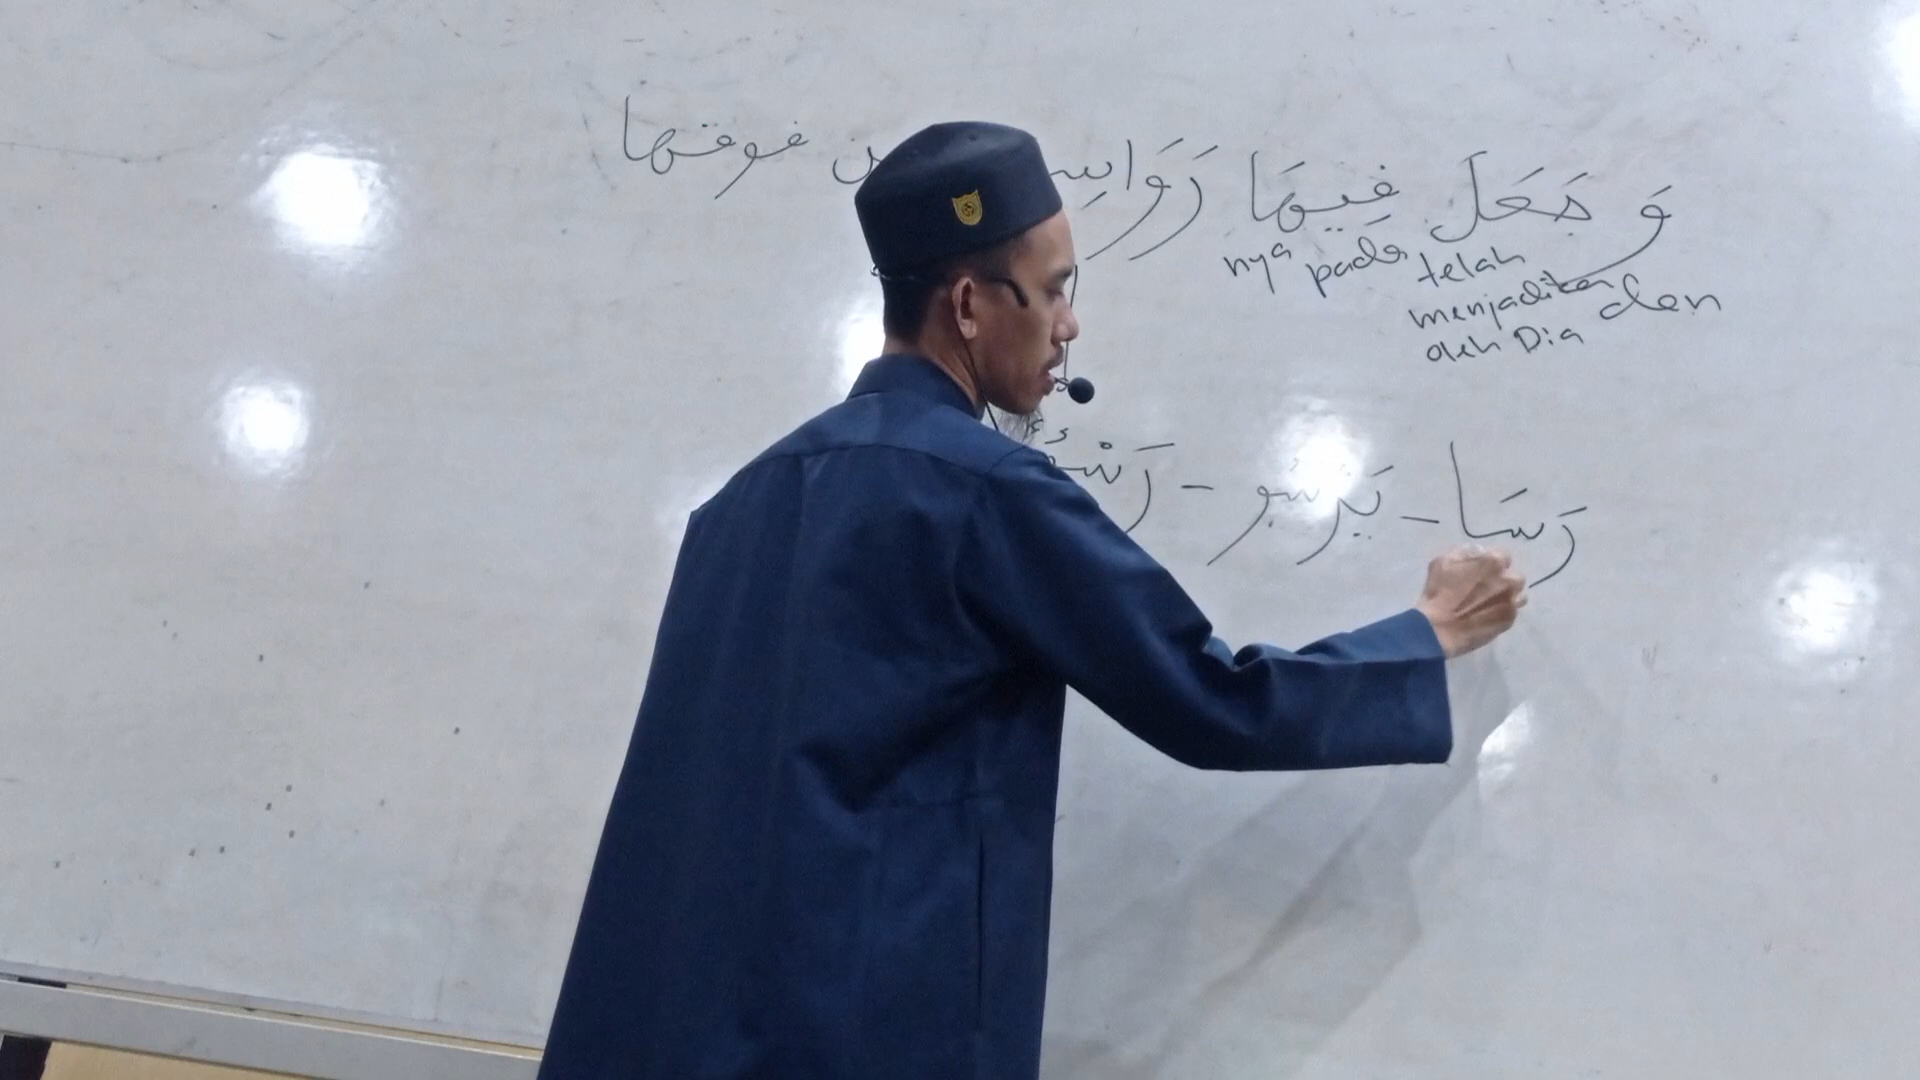 وَ جَعَلَ فِيهَا رَوَاسِ فوقها
nya pada telah
menjadikan dan
oleh Dia
رَسَا - يَرْسُو - رَسْوً